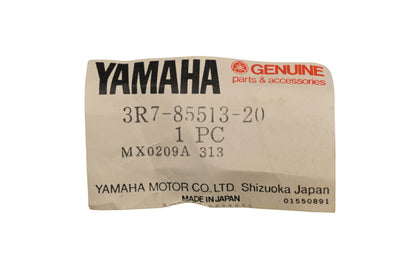 YAMAHA GENUINE
parts & accessories
3R7-85513-20
1 PC
MX0209A 313
YAMAHA MOTOR CO., LTD. Shizuoka Japan
MADE IN JAPAN 01550891